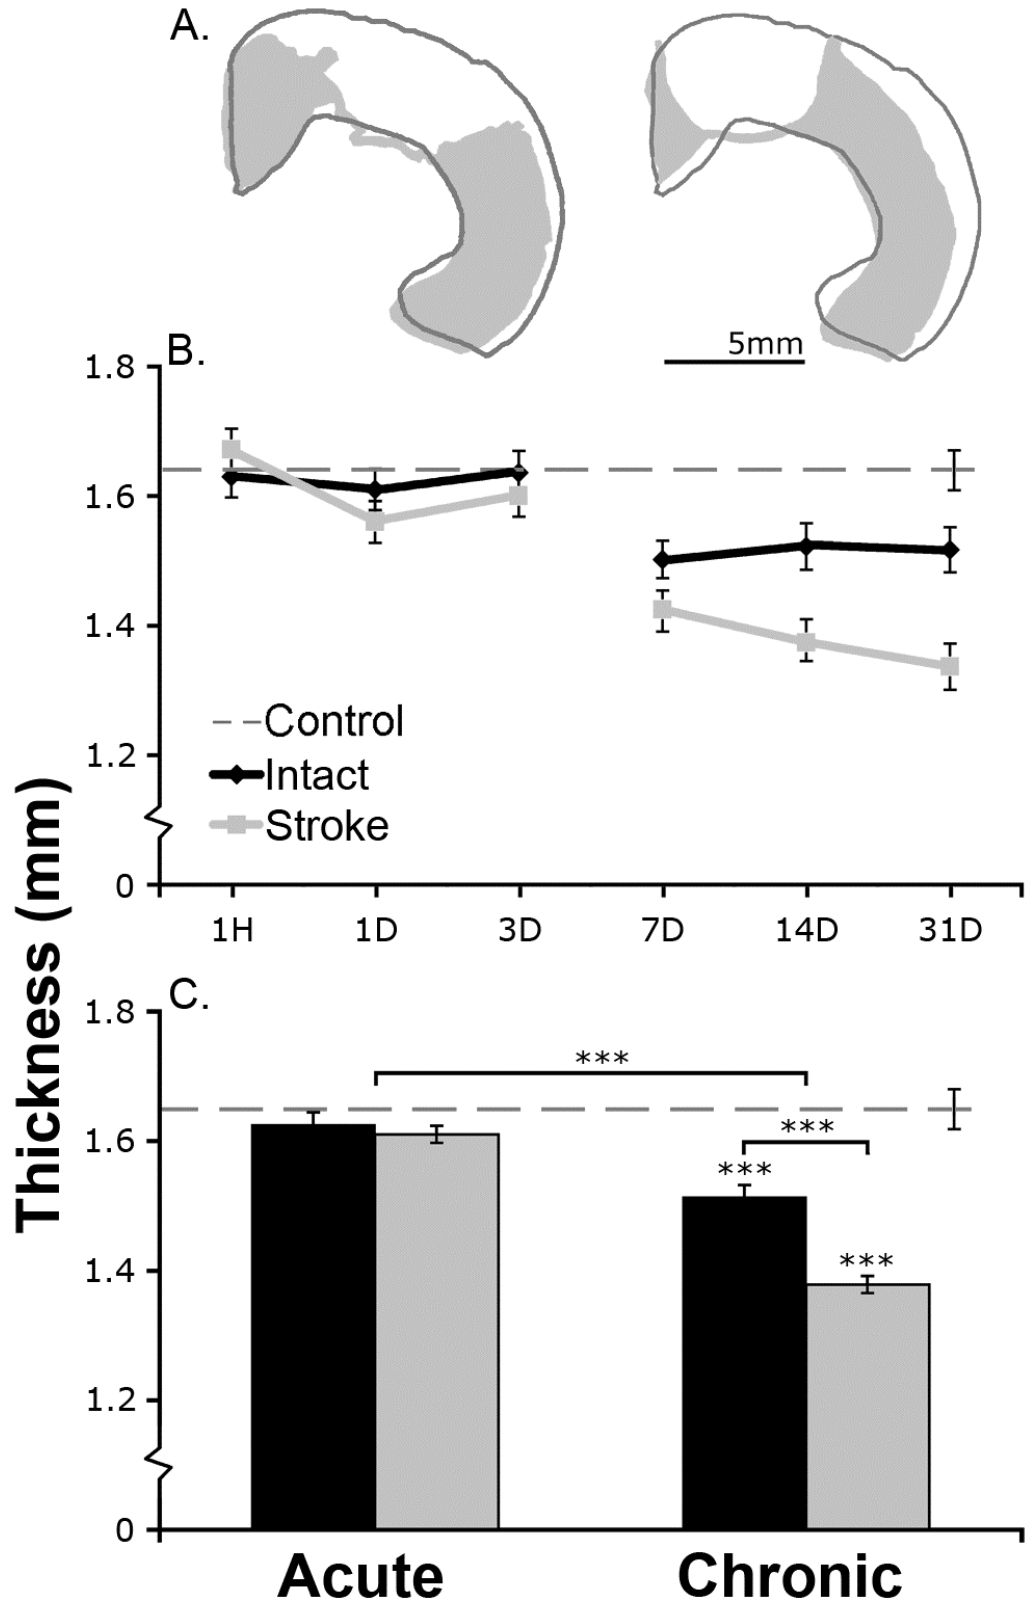 A.
5mm
B.
1.8
1.6
1.4
1.2
0
Control
Intact
Stroke
1H 1D 3D 7D 14D 31D
Thickness (mm)
C.
1.8
1.6
1.4
1.2
0
***
***
***
***
Acute Chronic